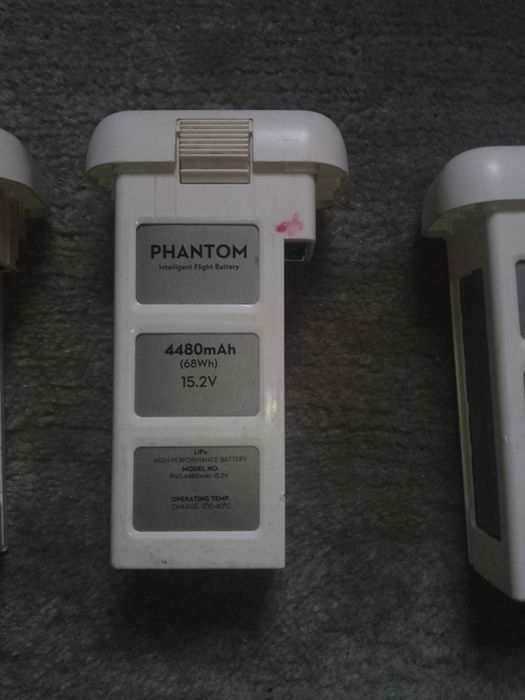 PHANTOM
Intelligent Flight Battery
4480mAh
(68Wh)
15.2V
LiPo
HIGH PERFORMANCE BATTERY
MODEL NO.
PH3-4480mAh-15.2V
OPERATING TEMP.
CHARGE: 0°C~40°C